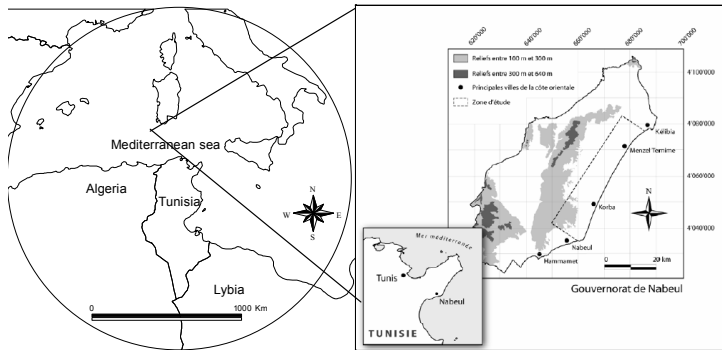 Mediterranean sea
Algeria
Tunisia
Lybia
N
W
E
S
0
1000 Km
620'000
640'000
660'000
680'000
700'000
Reliefs entre 100 m et 300 m
Reliefs entre 300 m et 640 m
Principales villes de la côte orientale
Zone d'étude
4'100'000
4'080'000
4'060'000
4'040'000
Kélibia
Menzel Temime
Korba
Nabeul
Hammamet
N
0
20 km
Gouvernorat de Nabeul
Mer méditerranée
Tunis
Nabeul
TUNISIE